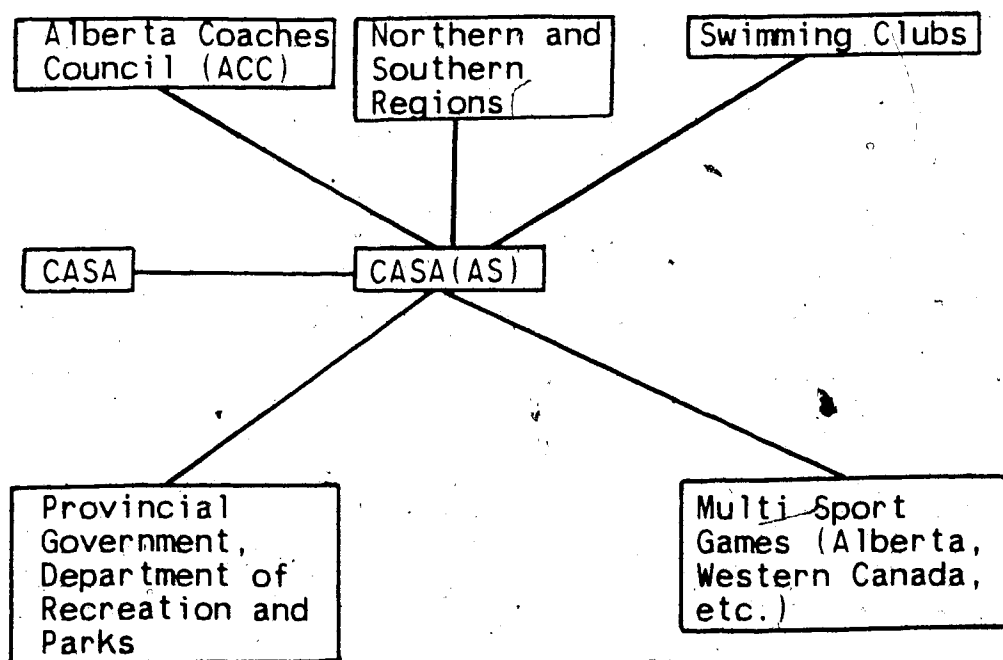 Alberta Coaches
Council (ACC)
Northern and
Southern
Regions
Swimming Clubs
CASA
CASA(AS)
Provincial
Government,
Department of
Recreation and
Parks
Multi Sport
Games (Alberta,
Western Canada,
etc.)